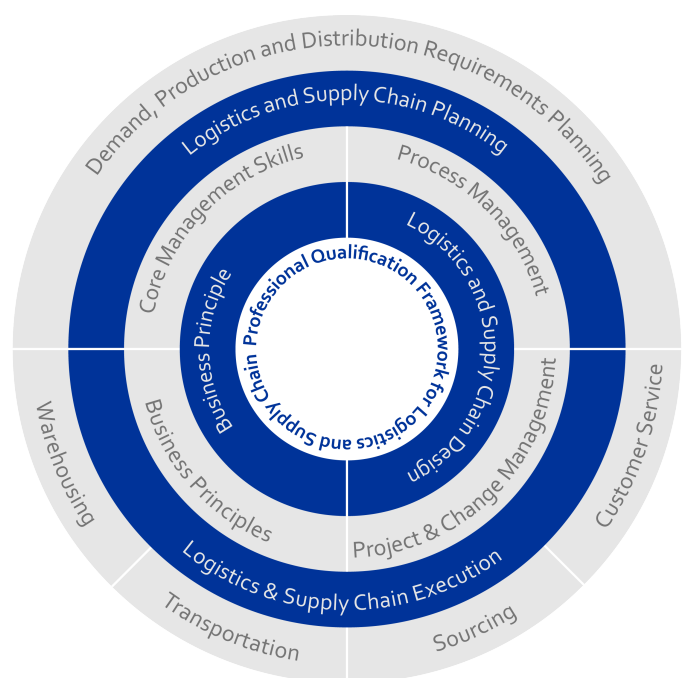 Demand, Production and Distribution Requirements Planning
Logistics and Supply Chain Planning
Core Management Skills
Process Management
Business Principle
Logistics and Supply Chain Design
Professional Qualification Framework for Logistics and Supply Chain
Business Principles
Project & Change Management
Logistics & Supply Chain Execution
Warehousing
Transportation
Sourcing
Customer Service